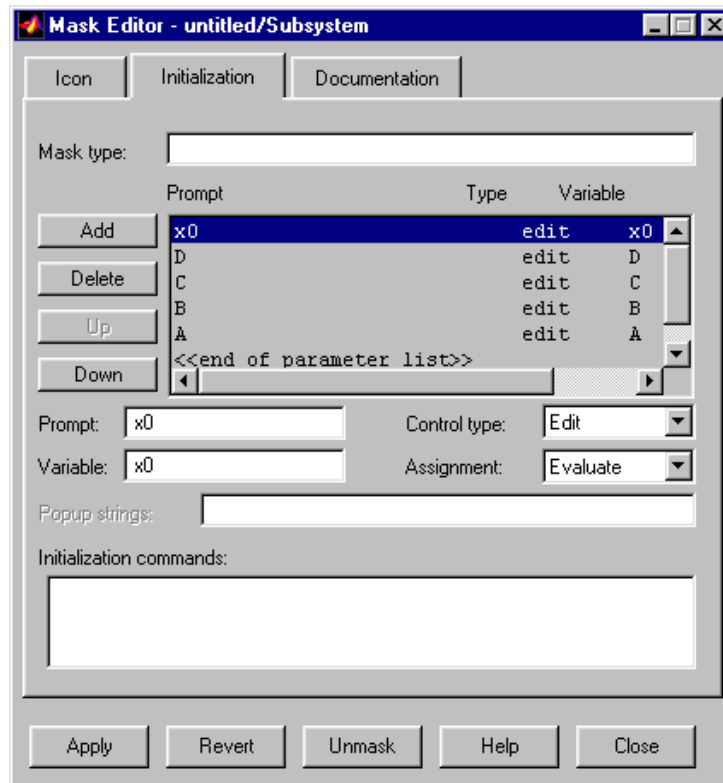 Mask Editor - untitled/Subsystem
Icon Initialization Documentation
Mask type:
Prompt Type Variable
Add
Delete
Up
Down
x0 edit x0
D edit D
C edit C
B edit B
A edit A
<<end of parameter list>>
Prompt: x0 Control type: Edit
Variable: x0 Assignment: Evaluate
Popup strings:
Initialization commands:
Apply Revert Unmask Help Close